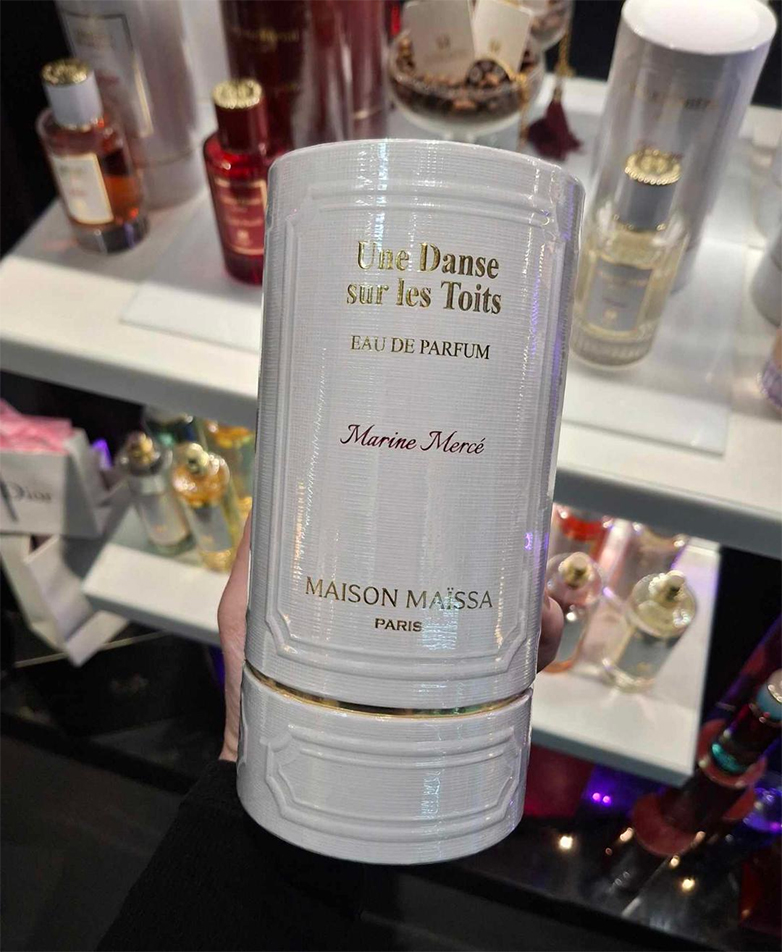 Une Danse
sur les Toits
EAU DE PARFUM
Marine Mercé
MAISON MAÏSSA
PARIS